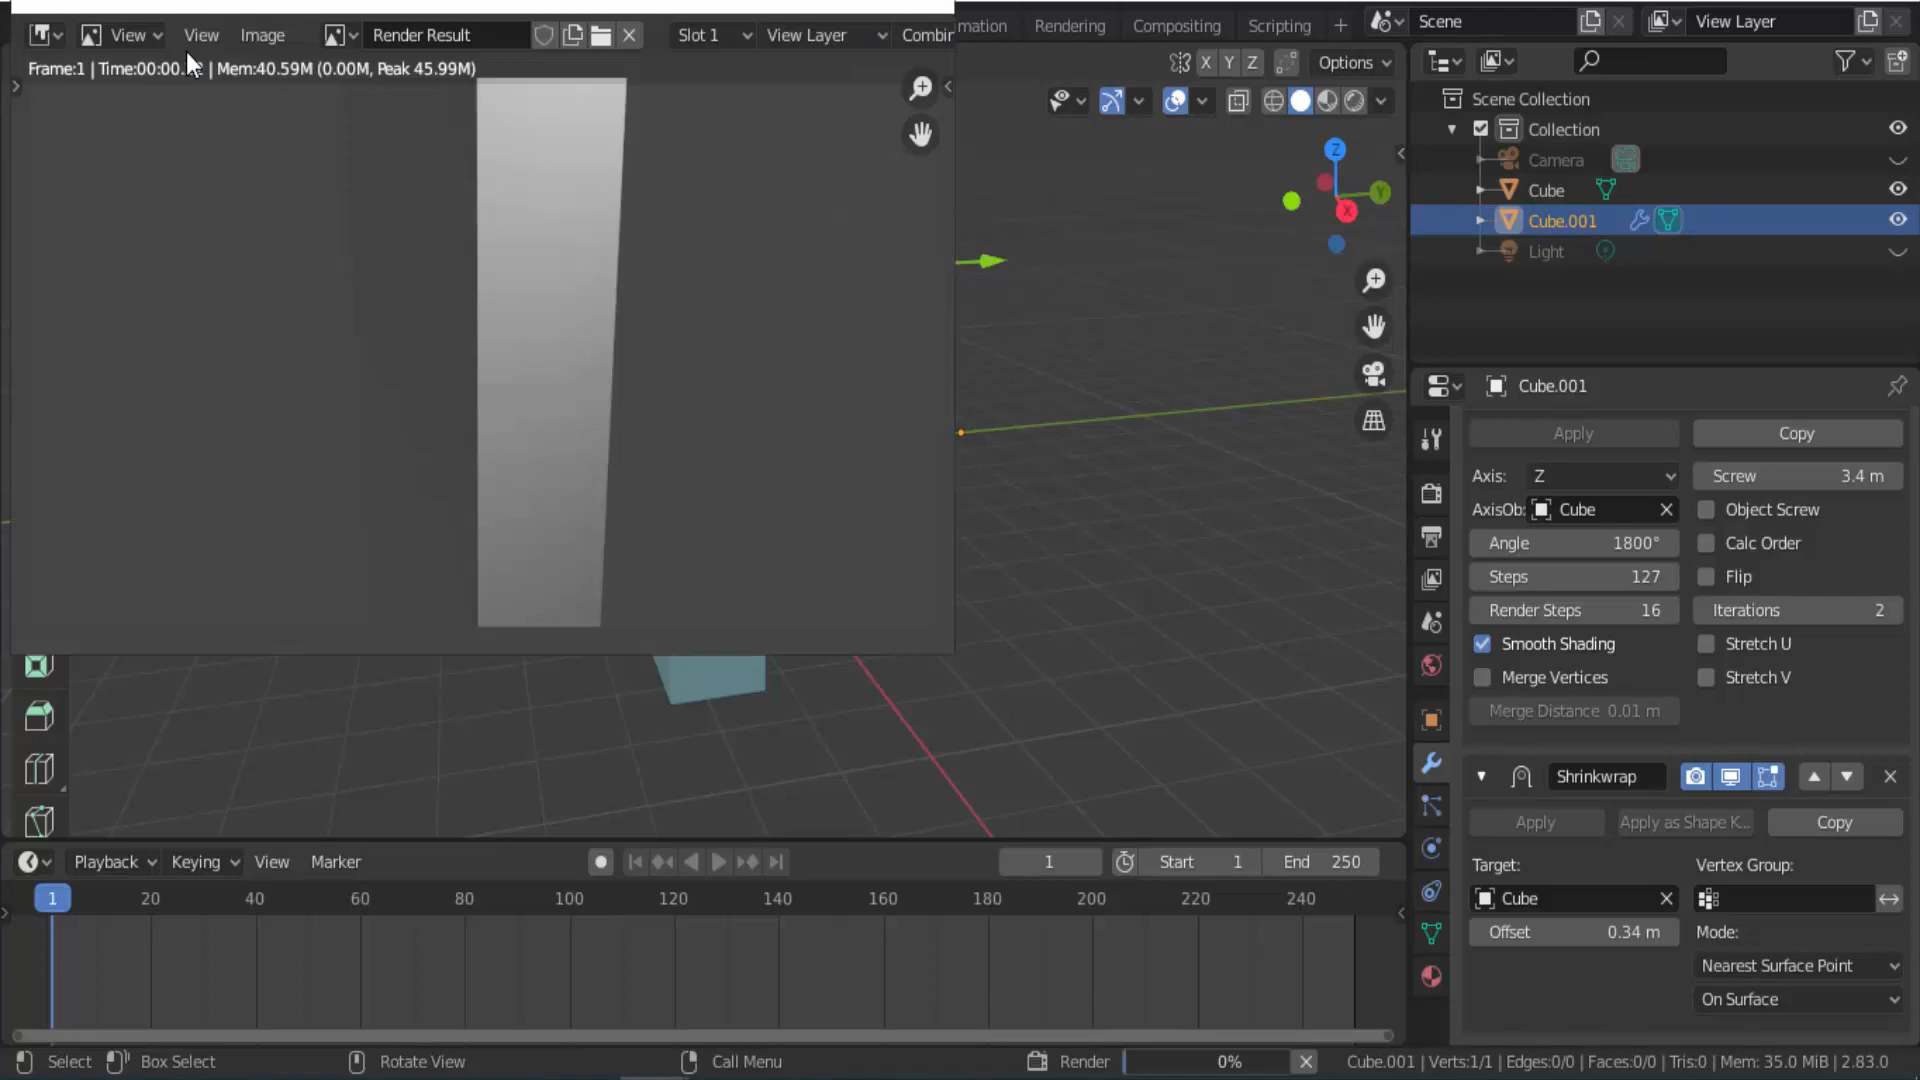 View View Image Render Result Slot 1 View Layer Combin
Frame:1 | Time:00:00. | Mem:40.59M (0.00M, Peak 45.99M)
mation Rendering Compositing Scripting + Scene View Layer
X Y Z Options
Scene Collection
Collection
Camera
Cube
Cube.001
Light
Z
Y
X
Cube.001
Apply Copy
Axis: Z Screw 3.4 m
AxisOb: Cube Object Screw
Angle 1800° Calc Order
Steps 127 Flip
Render Steps 16 Iterations 2
Smooth Shading Stretch U
Merge Vertices Stretch V
Merge Distance 0.01 m
Shrinkwrap
Apply Apply as Shape K... Copy
Target: Vertex Group:
Cube
Offset 0.34 m Mode:
Nearest Surface Point
On Surface
Playback Keying View Marker 1 Start 1 End 250
1 20 40 60 80 100 120 140 160 180 200 220 240
Select Box Select Rotate View Call Menu Render 0% Cube.001 | Verts:1/1 | Edges:0/0 | Faces:0/0 | Tris:0 | Mem: 35.0 MiB | 2.83.0